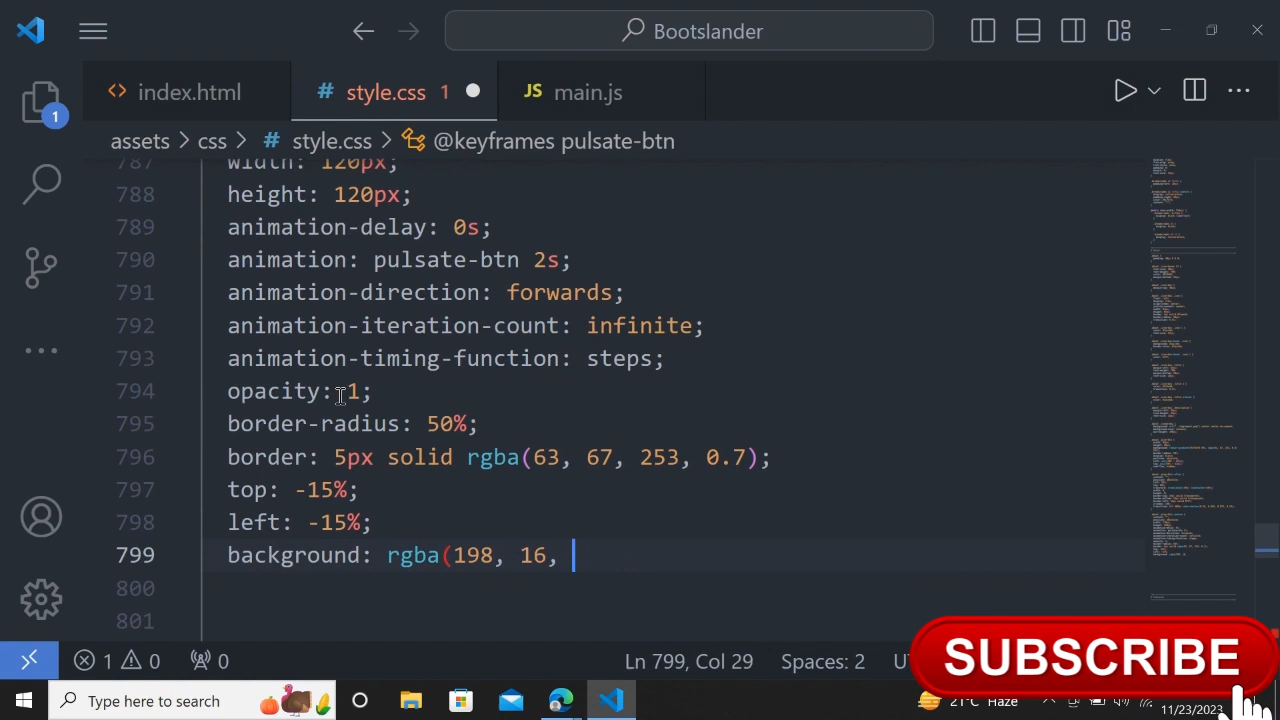 Bootslander
index.html
# style.css 1
JS main.js
1
assets > css > # style.css > @keyframes pulsate-btn
787 width: 120px;
788 height: 120px;
789 animation-delay: 0s;
790 animation: pulsate-btn 2s;
791 animation-direction: forwards;
792 animation-iteration-count: infinite;
793 animation-timing-function: steps;
794 opacity: 1;
795 border-radius: 50%;
796 border: 5px solid rgba(63, 67, 253, 0.7);
797 top: -15%;
798 left: -15%;
799 background: rgba(198, 16,
800
801
1 0 0 Ln 799, Col 29 Spaces: 2
SUBSCRIBE
Type here to search
21°C Haze
11/23/2023